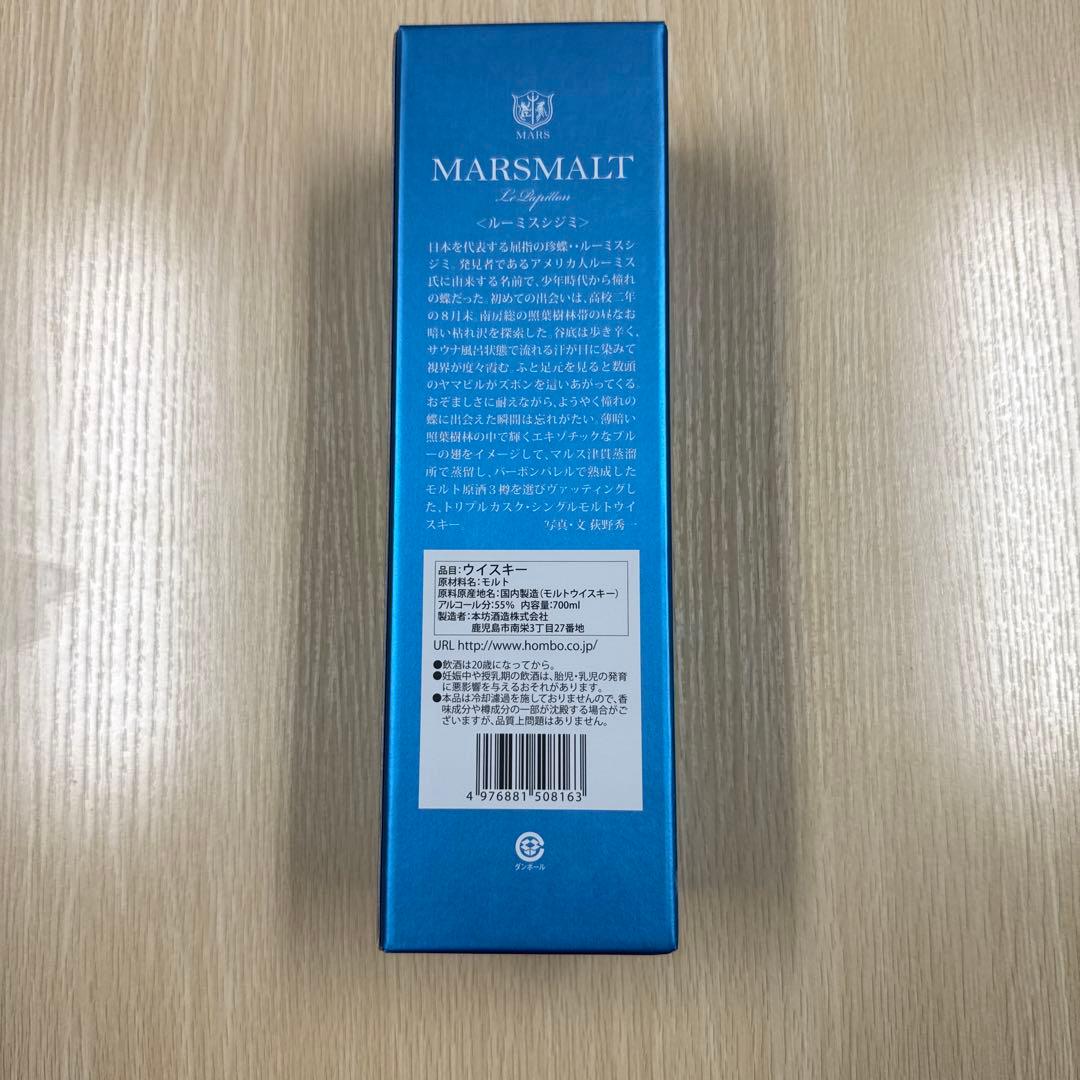 MARS
MARSMALT
Le Papillon
＜ルーミスシジミ＞
日本を代表する屈指の珍蝶‥ルーミスシ
ジミ。発見者であるアメリカ人ルーミス
氏に由来する名前で、少年時代から憧れ
の蝶だった。初めての出会いは、高校二年
の8月末。南房総の照葉樹林帯の昼なお
暗い枯れ沢を探索した。谷底は歩き辛く、
サウナ風呂状態で流れる汗が目に染みて
視界が度々霞む。ふと足元を見ると数頭
のヤマビルがズボンを這いあがってくる。
おぞましさに耐えながら、ようやく憧れの
蝶に出会えた瞬間は忘れがたい。薄暗い
照葉樹林の中で輝くエキゾチックなブル
ーの翅をイメージして、マルス津貫蒸溜
所で蒸留し、バーボンバレルで熟成した
モルト原酒3樽を選びヴァッティングし
た、トリプルカスク・シングルモルトウイ
スキー。 写真・文 荻野秀一
品目：ウイスキー
原材料名：モルト
原料原産地名：国内製造（モルトウイスキー）
アルコール分：55% 内容量：700ml
製造者：本坊酒造株式会社
鹿児島市南栄3丁目27番地
URL http://www.hombo.co.jp/
●飲酒は20歳になってから。
●妊娠中や授乳期の飲酒は、胎児・乳児の発育
に悪影響を与えるおそれがあります。
●本品は冷却濾過を施しておりませんので、香
味成分や樽成分の一部が沈殿する場合がご
ざいますが、品質上問題はありません。
4 976881 508163
ダンボール